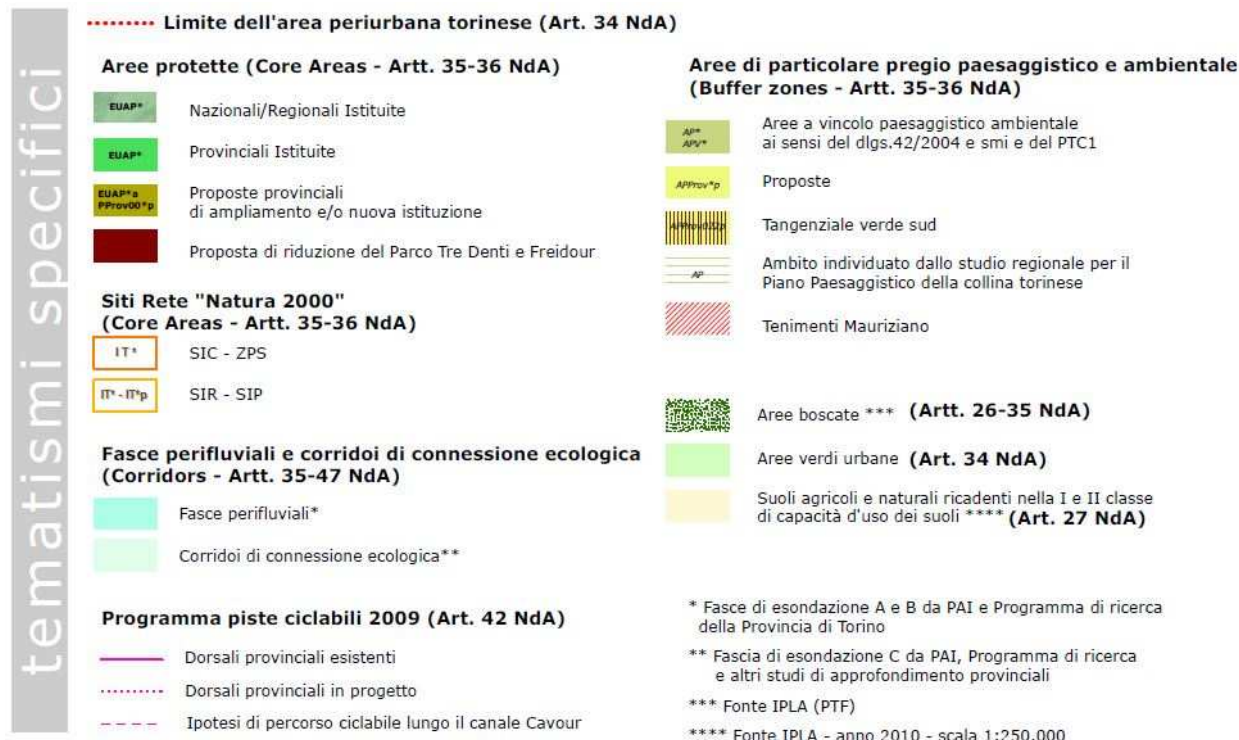 tematismi specifici
Limite dell'area periurbana torinese (Art. 34 NdA)
Aree protette (Core Areas - Artt. 35-36 NdA)
EUAP*
Nazionali/Regionali Istituite
EUAP*
Provinciali Istituite
EUAP*a
PProv00*p
Proposte provinciali
di ampliamento e/o nuova istituzione
Proposta di riduzione del Parco Tre Denti e Freidour
Siti Rete "Natura 2000"
(Core Areas - Artt. 35-36 NdA)
IT*
SIC - ZPS
IT* - IT*p
SIR - SIP
Fasce perifluviali e corridoi di connessione ecologica
(Corridors - Artt. 35-47 NdA)
Fasce perifluviali*
Corridoi di connessione ecologica**
Programma piste ciclabili 2009 (Art. 42 NdA)
Dorsali provinciali esistenti
Dorsali provinciali in progetto
Ipotesi di percorso ciclabile lungo il canale Cavour
Aree di particolare pregio paesaggistico e ambientale
(Buffer zones - Artt. 35-36 NdA)
AP*
APV*
Aree a vincolo paesaggistico ambientale
ai sensi del dlgs.42/2004 e smi e del PTC1
APProv*p
Proposte
Tangenziale verde sud
AP
Ambito individuato dallo studio regionale per il
Piano Paesaggistico della collina torinese
Tenimenti Mauriziano
Aree boscate *** (Artt. 26-35 NdA)
Aree verdi urbane (Art. 34 NdA)
Suoli agricoli e naturali ricadenti nella I e II classe
di capacità d'uso dei suoli **** (Art. 27 NdA)
* Fasce di esondazione A e B da PAI e Programma di ricerca
della Provincia di Torino
** Fascia di esondazione C da PAI, Programma di ricerca
e altri studi di approfondimento provinciali
*** Fonte IPLA (PTF)
**** Fonte IPLA - anno 2010 - scala 1:250.000